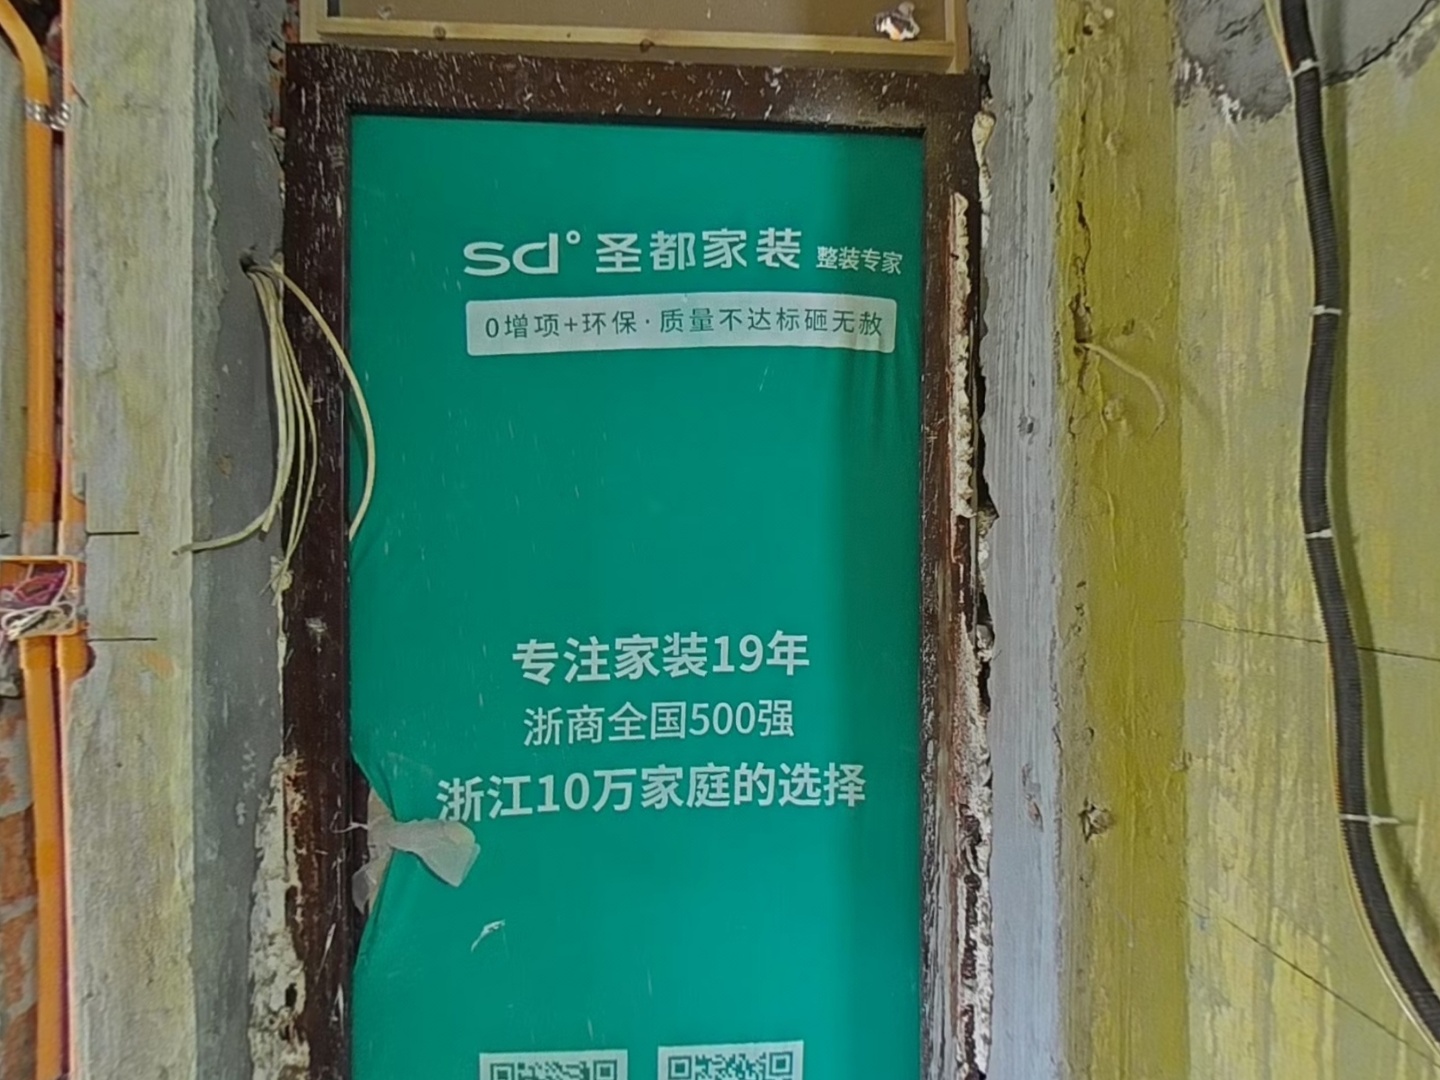 sd°圣都家装 整装专家
0增项+环保·质量不达标砸无赦
专注家装19年
浙商全国500强
浙江10万家庭的选择